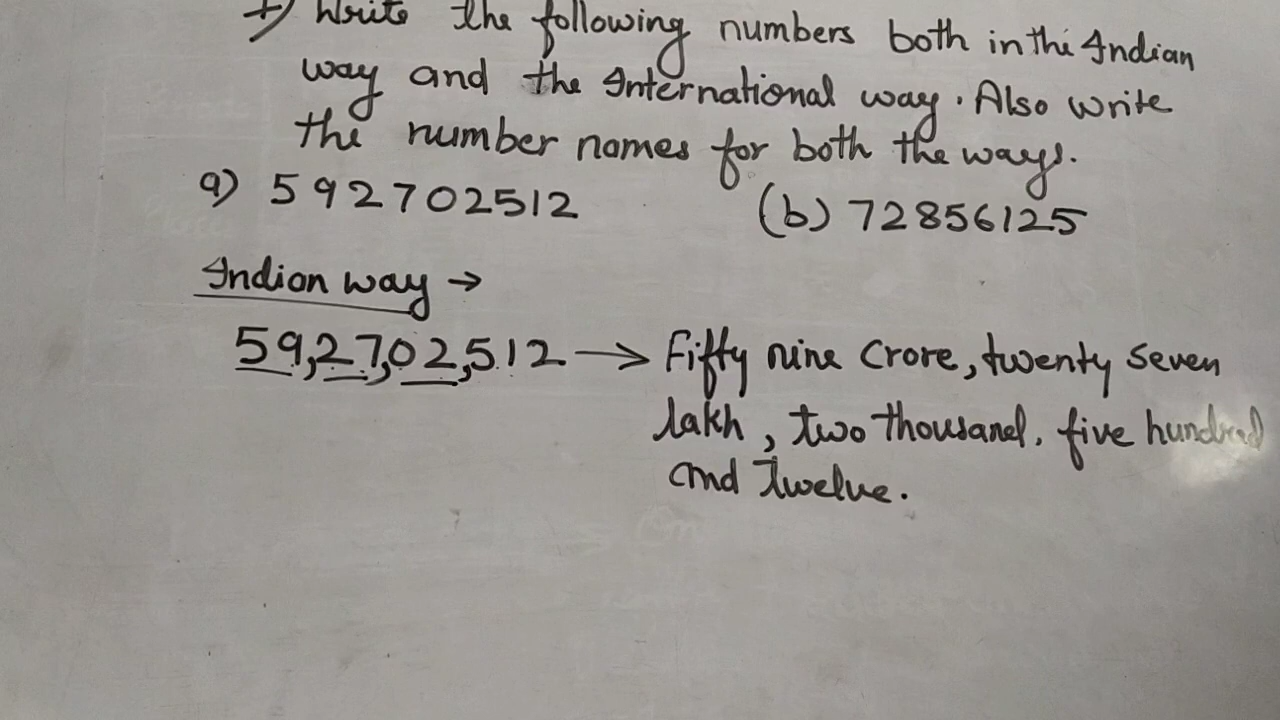 Write the following numbers both in the Indian
way and the International way. Also write
the number names for both the ways.
a) 592702512 (b) 72856125
Indian way →
59,27,02,512 → Fifty nine Crore, twenty seven
lakh, two thousand, five hundred
and twelve.